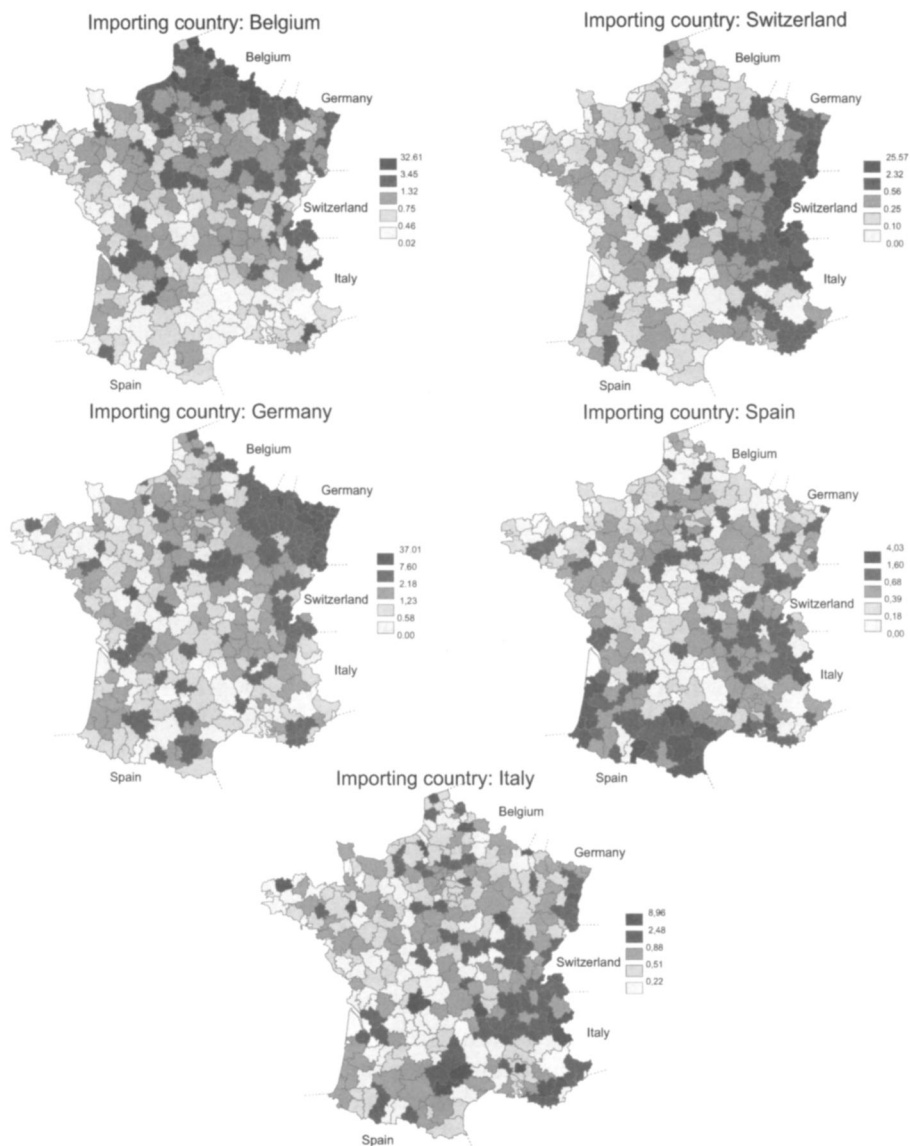 Importing country: Belgium
Belgium
Germany
32.61
3.45
1.32
0.75
0.46
0.02
Switzerland
Italy
Spain
Importing country: Switzerland
Belgium
Germany
25.57
2.32
0.56
0.25
0.10
0.00
Switzerland
Italy
Spain
Importing country: Germany
Belgium
Germany
37.01
7.60
2.18
1,23
0.58
0.00
Switzerland
Italy
Spain
Importing country: Spain
Belgium
Germany
4,03
1,60
0,68
0,39
0,18
0,00
Switzerland
Italy
Spain
Importing country: Italy
Belgium
Germany
8,96
2,48
0,88
0,51
0,22
Switzerland
Italy
Spain